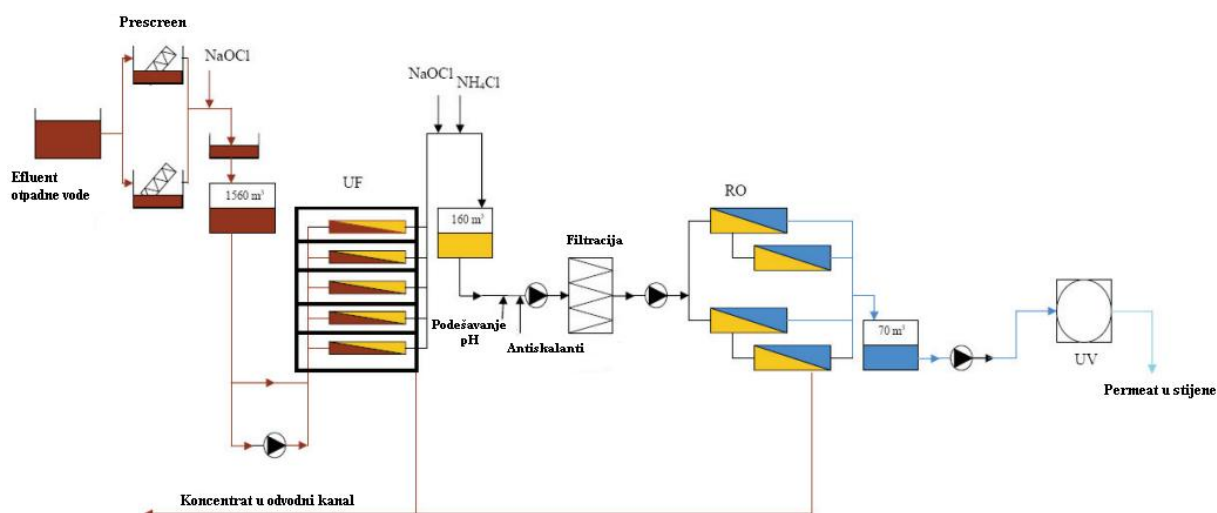 Prescreen
NaOCl
Efluent
otpadne vode
1560 m³
UF
NaOCl
NH₄Cl
160 m³
Podešavanje
pH
Antiskalanti
Filtracija
RO
70 m³
UV
Permeat u stijene
Koncentrat u odvodni kanal